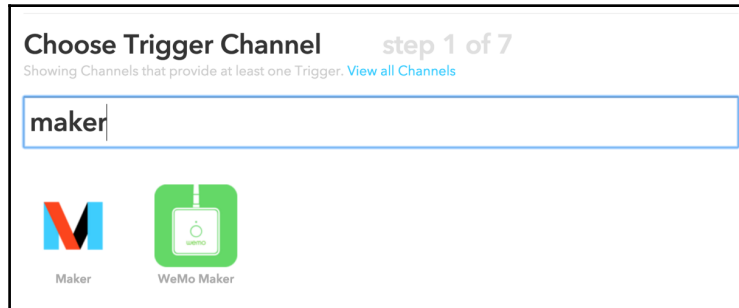 Choose Trigger Channel step 1 of 7
Showing Channels that provide at least one Trigger. View all Channels
maker
wemo
Maker WeMo Maker